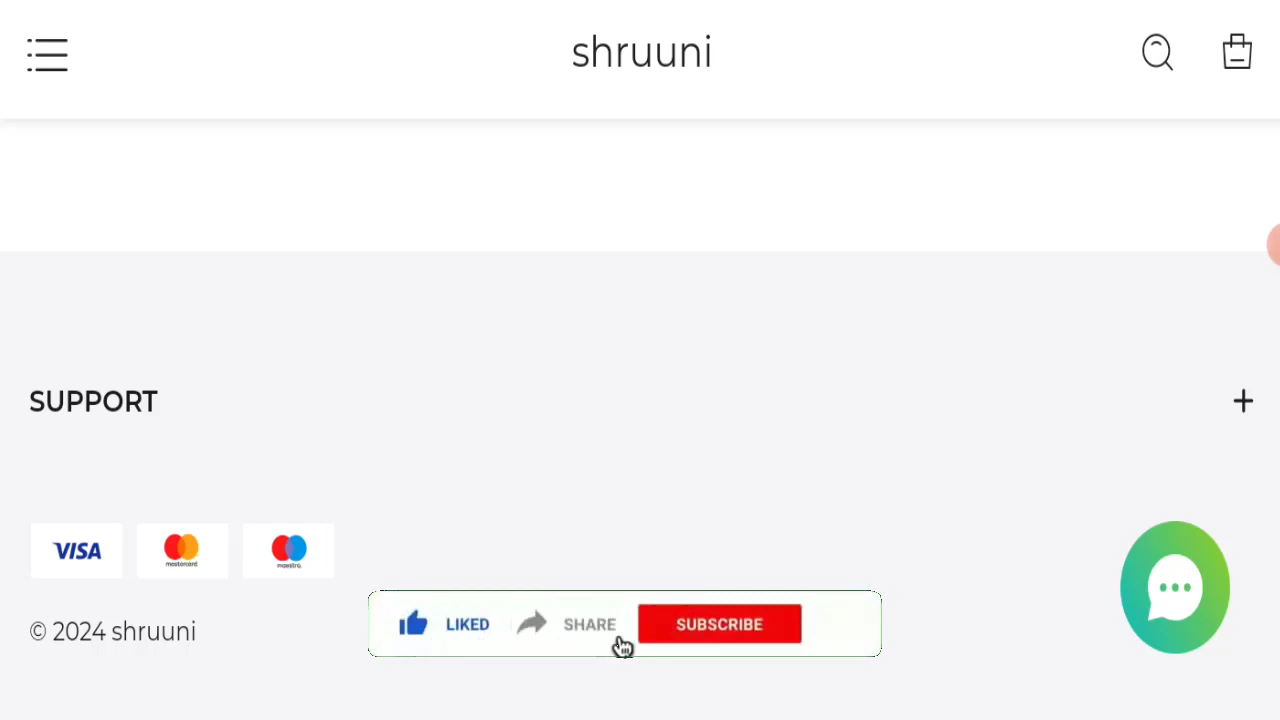 shruuni
SUPPORT
VISA
mastercard
maestro
© 2024 shruuni
LIKED SHARE SUBSCRIBE